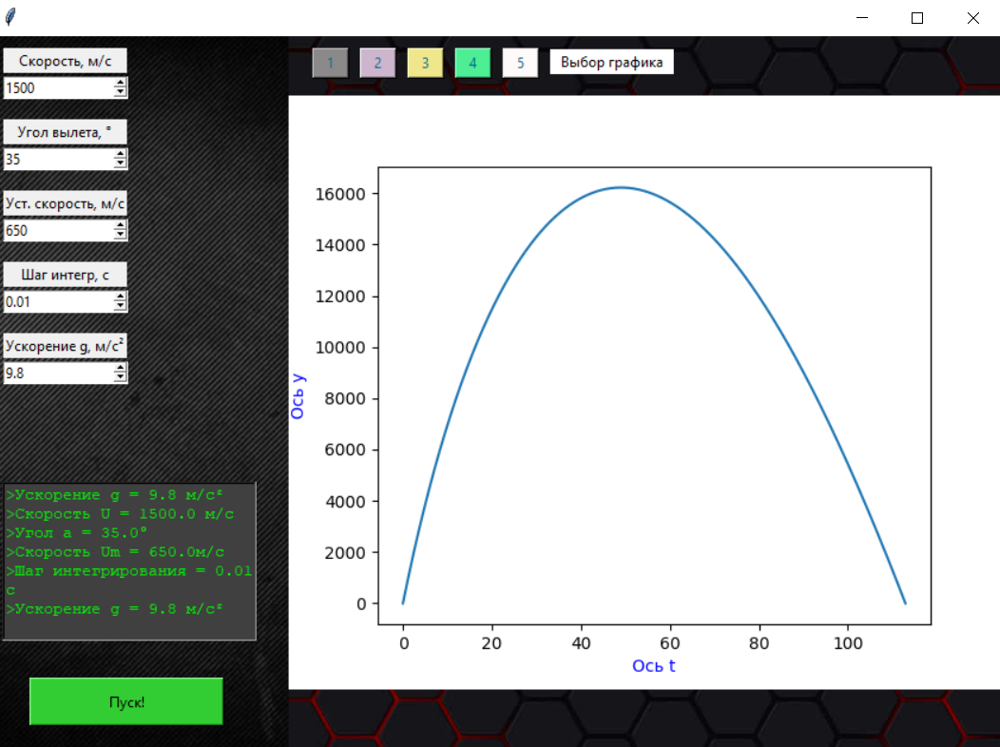 Скорость, м/с
1500
Угол вылета, °
35
Уст. скорость, м/с
650
Шаг интегр, с
0.01
Ускорение g, м/с²
9.8
>Ускорение g = 9.8 м/с²
>Скорость U = 1500.0 м/с
>Угол a = 35.0°
>Скорость Um = 650.0м/с
>Шаг интегрирования = 0.01
с
>Ускорение g = 9.8 м/с²
Пуск!
1 2 3 4 5 Выбор графика
16000
14000
12000
10000
8000
6000
4000
2000
0
Ось y
0 20 40 60 80 100
Ось t